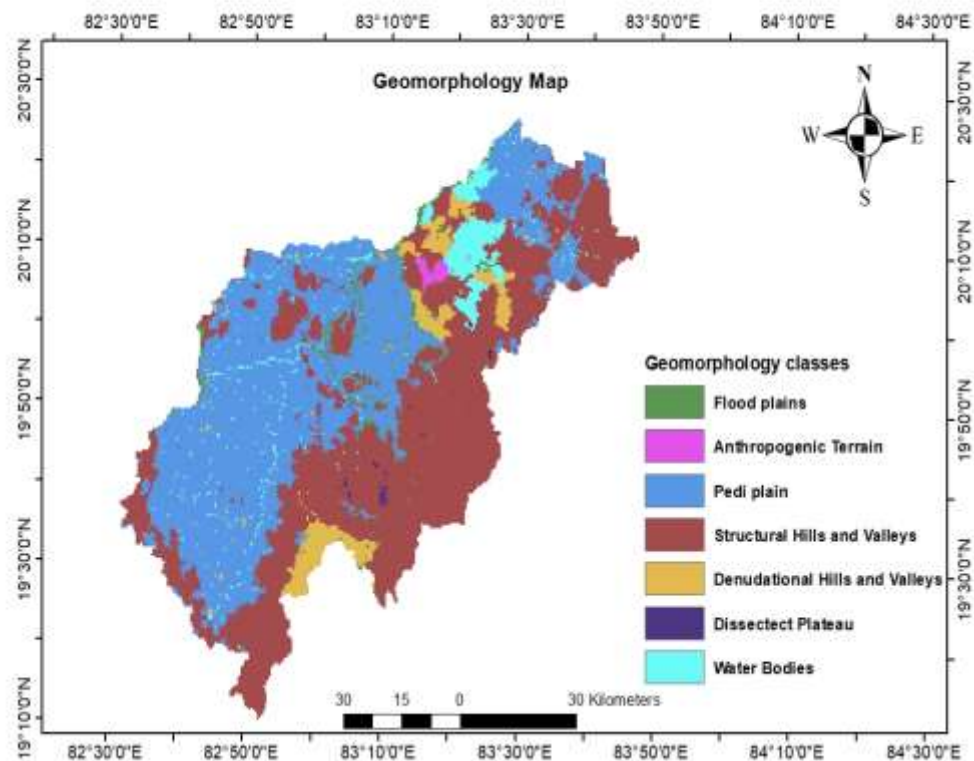 82°30'0"E 82°50'0"E 83°10'0"E 83°30'0"E 83°50'0"E 84°10'0"E 84°30'0"E
Geomorphology Map
N
W E
S
20°30'0"N
20°10'0"N
19°50'0"N
19°30'0"N
19°10'0"N
20°30'0"N
20°10'0"N
19°50'0"N
19°30'0"N
Geomorphology classes
Flood plains
Anthropogenic Terrain
Pedi plain
Structural Hills and Valleys
Denudational Hills and Valleys
Dissectect Plateau
Water Bodies
30 15 0 30 Kilometers
82°30'0"E 82°50'0"E 83°10'0"E 83°30'0"E 83°50'0"E 84°10'0"E 84°30'0"E